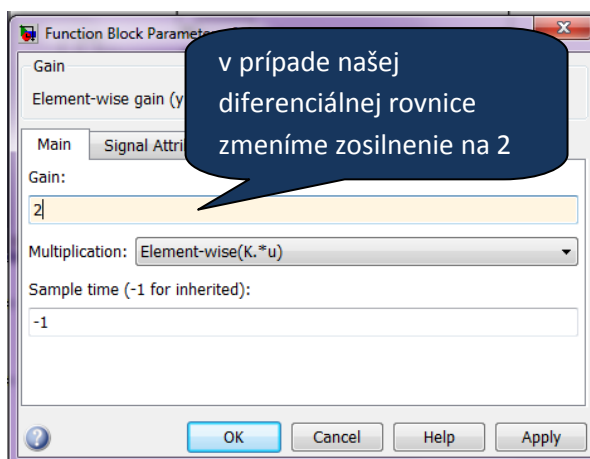 Function Block Paramete
v prípade našej
diferenciálnej rovnice
zmeníme zosilnenie na 2
Gain
Element-wise gain (y
Main Signal Attri
Gain:
2
Multiplication: Element-wise(K.*u)
Sample time (-1 for inherited):
-1
OK Cancel Help Apply